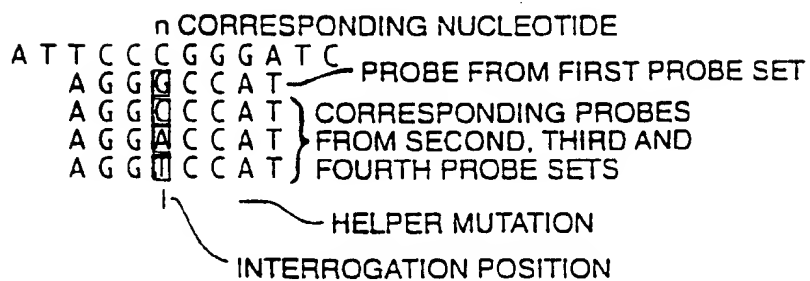 n CORRESPONDING NUCLEOTIDE
A T T C C C G G G A T C
A G G G C C A T PROBE FROM FIRST PROBE SET
A G G C C C A T CORRESPONDING PROBES
A G G A C C A T FROM SECOND, THIRD AND
A G G T C C A T FOURTH PROBE SETS
I
HELPER MUTATION
INTERROGATION POSITION